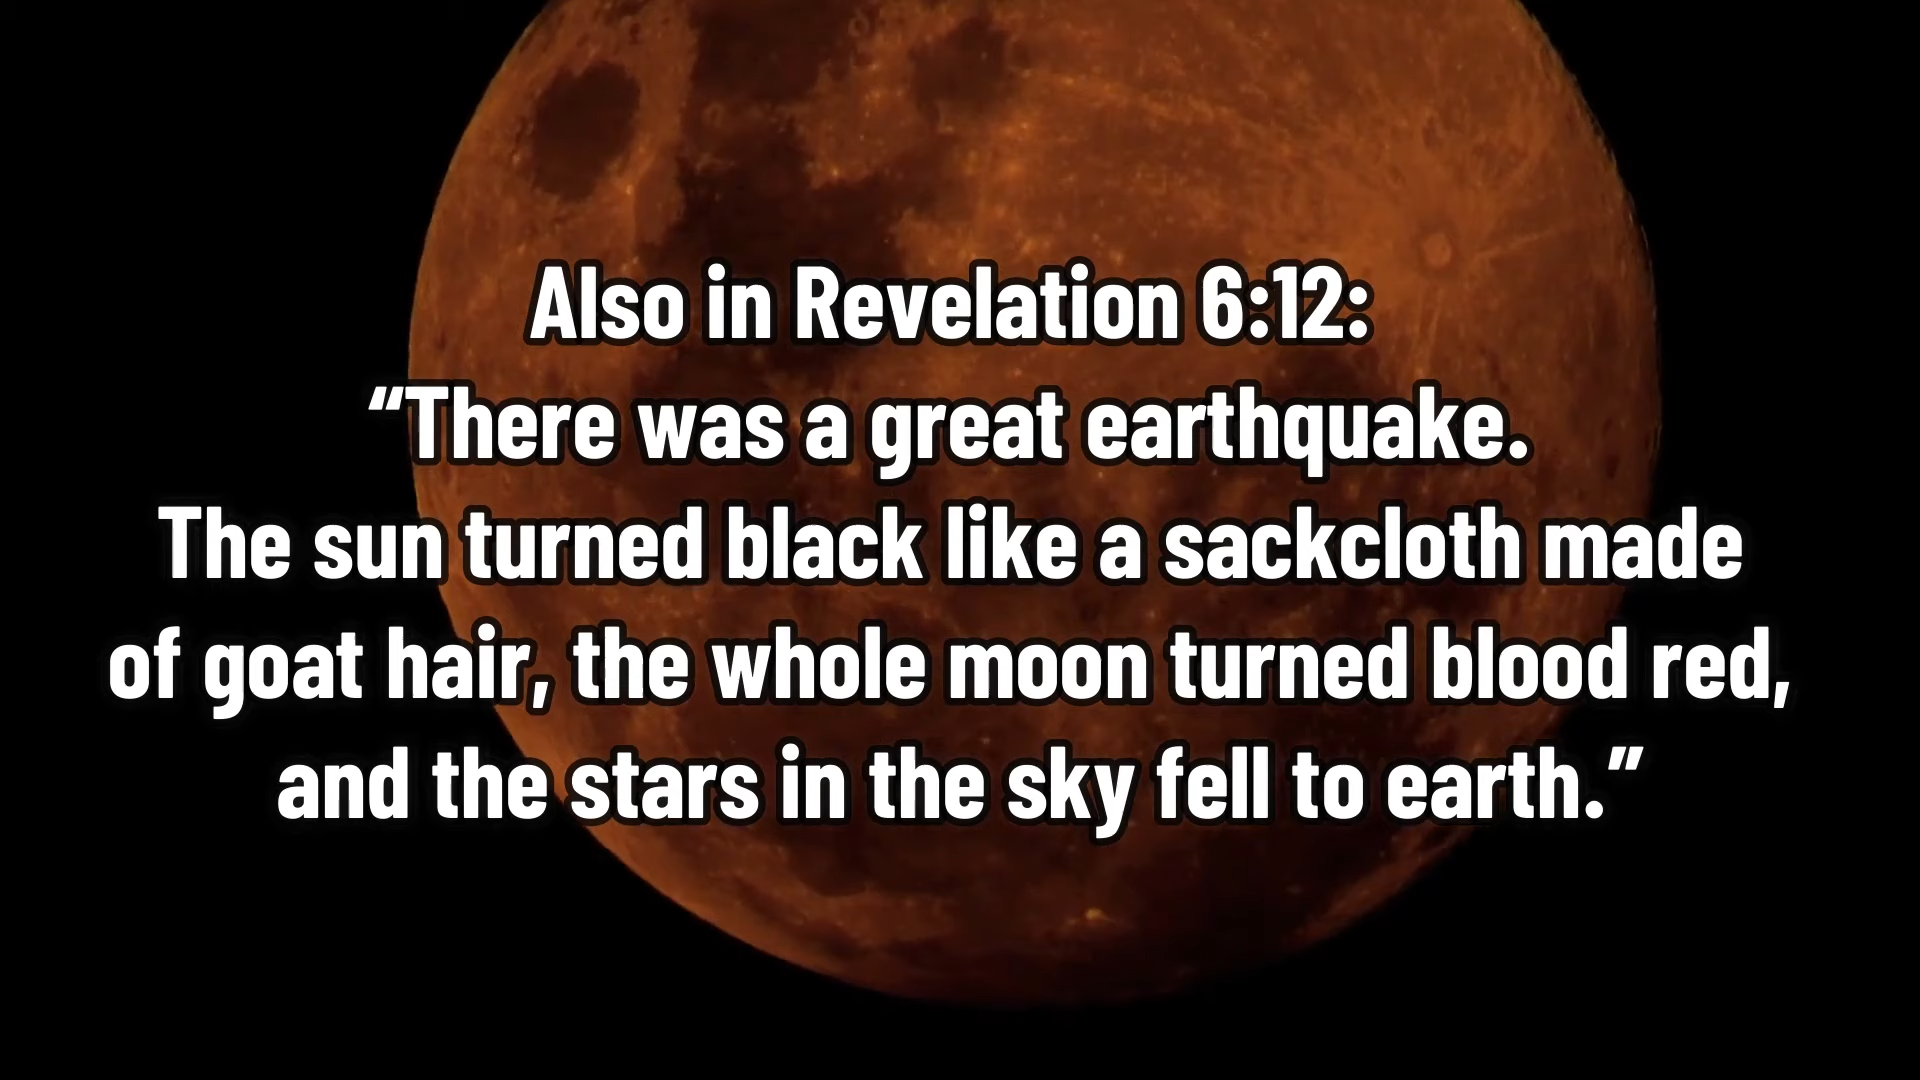 Also in Revelation 6:12:
“There was a great earthquake.
The sun turned black like a sackcloth made
of goat hair, the whole moon turned blood red,
and the stars in the sky fell to earth.”